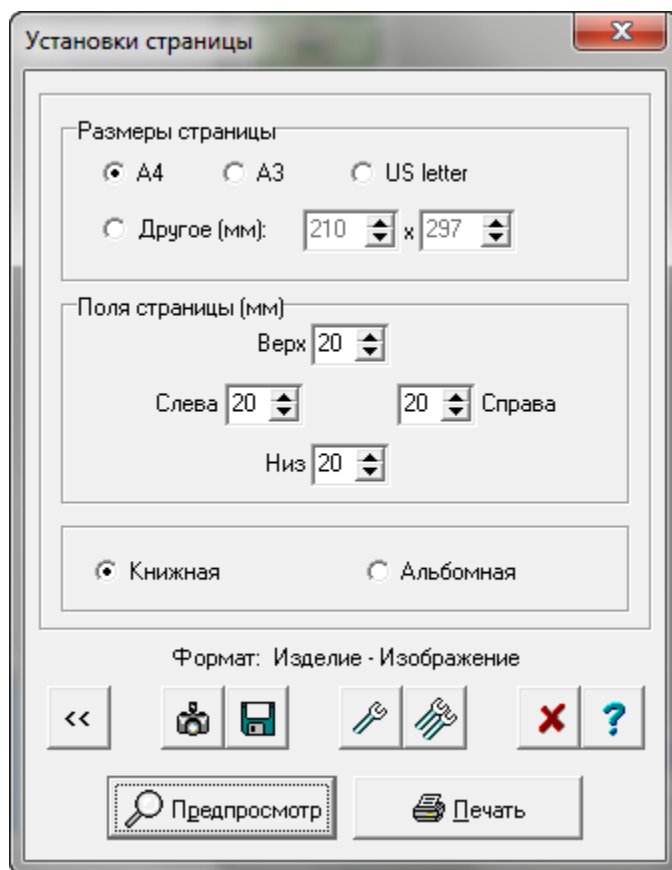 Установки страницы
Размеры страницы
A4 A3 US letter
Другое (мм): 210 x 297
Поля страницы (мм)
Верх 20
Слева 20 20 Справа
Низ 20
Книжная Альбомная
Формат: Изделие - Изображение
<<
?
Предпросмотр Печать